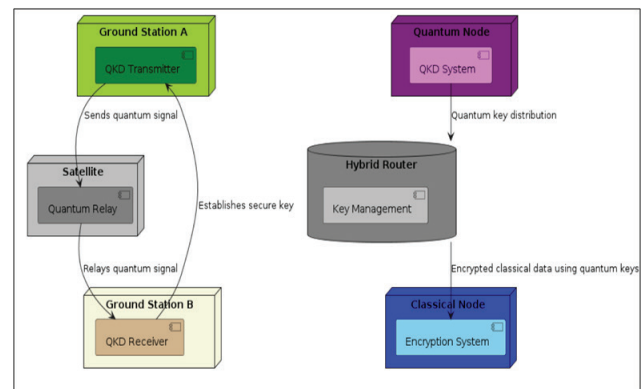 Ground Station A
QKD Transmitter
Sends quantum signal
Satellite
Quantum Relay
Establishes secure key
Relays quantum signal
Ground Station B
QKD Receiver
Quantum Node
QKD System
Quantum key distribution
Hybrid Router
Key Management
Encrypted classical data using quantum keys
Classical Node
Encryption System